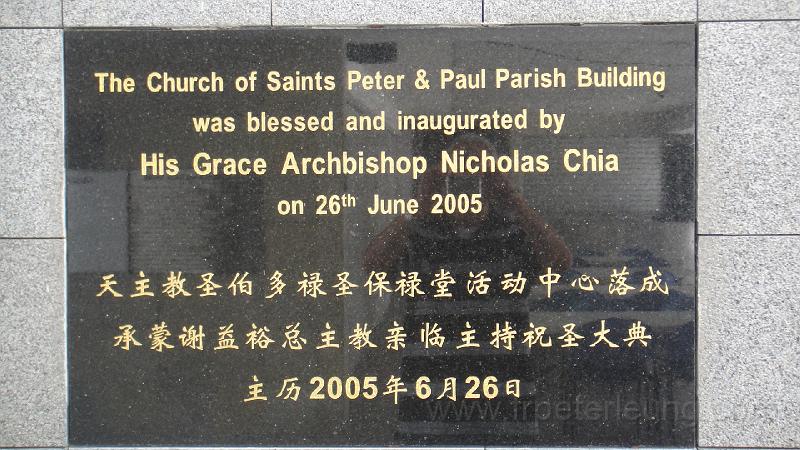 The Church of Saints Peter & Paul Parish Building
was blessed and inaugurated by
His Grace Archbishop Nicholas Chia
on 26th June 2005
天主教圣伯多禄圣保禄堂活动中心落成
承蒙谢益裕总主教亲临主持祝圣大典
主历2005年6月26日